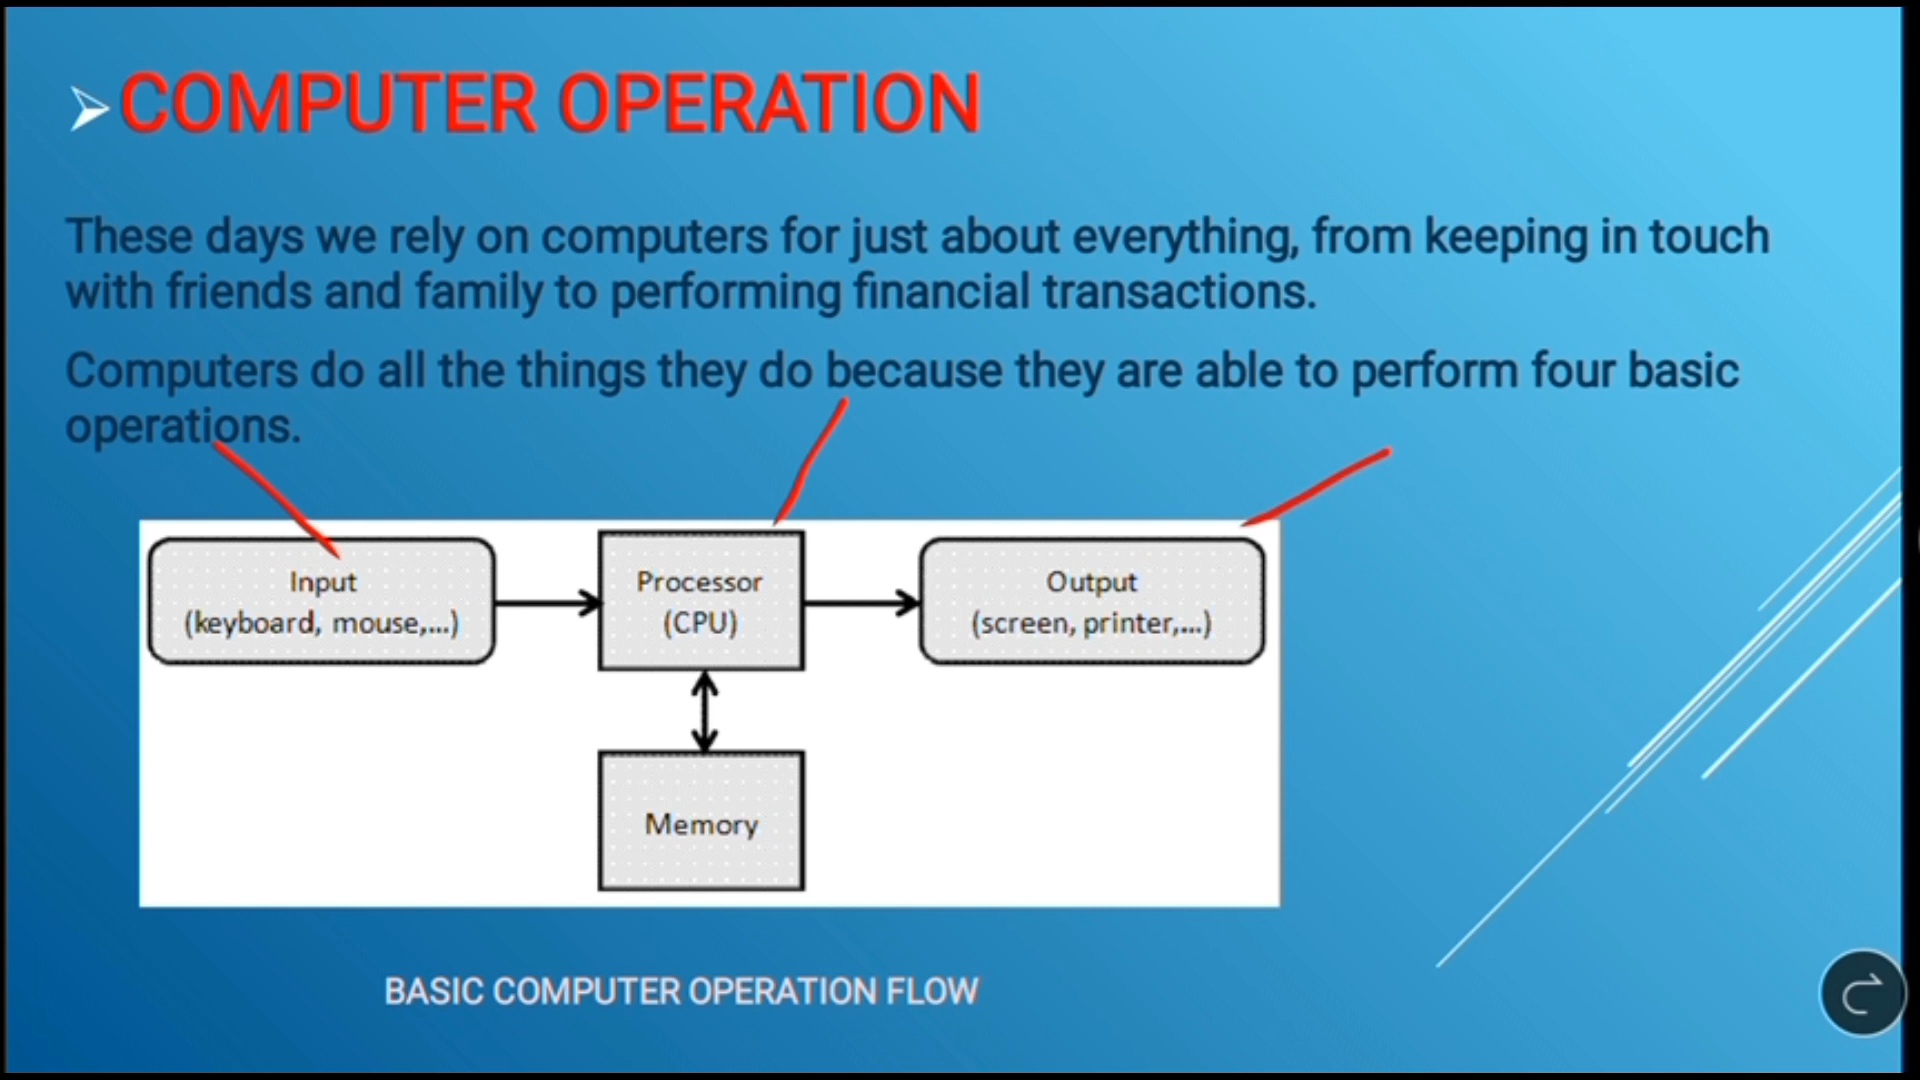 COMPUTER OPERATION
These days we rely on computers for just about everything, from keeping in touch
with friends and family to performing financial transactions.
Computers do all the things they do because they are able to perform four basic
operations.
Input
(keyboard, mouse,...)
Processor
(CPU)
Output
(screen, printer,...)
Memory
BASIC COMPUTER OPERATION FLOW